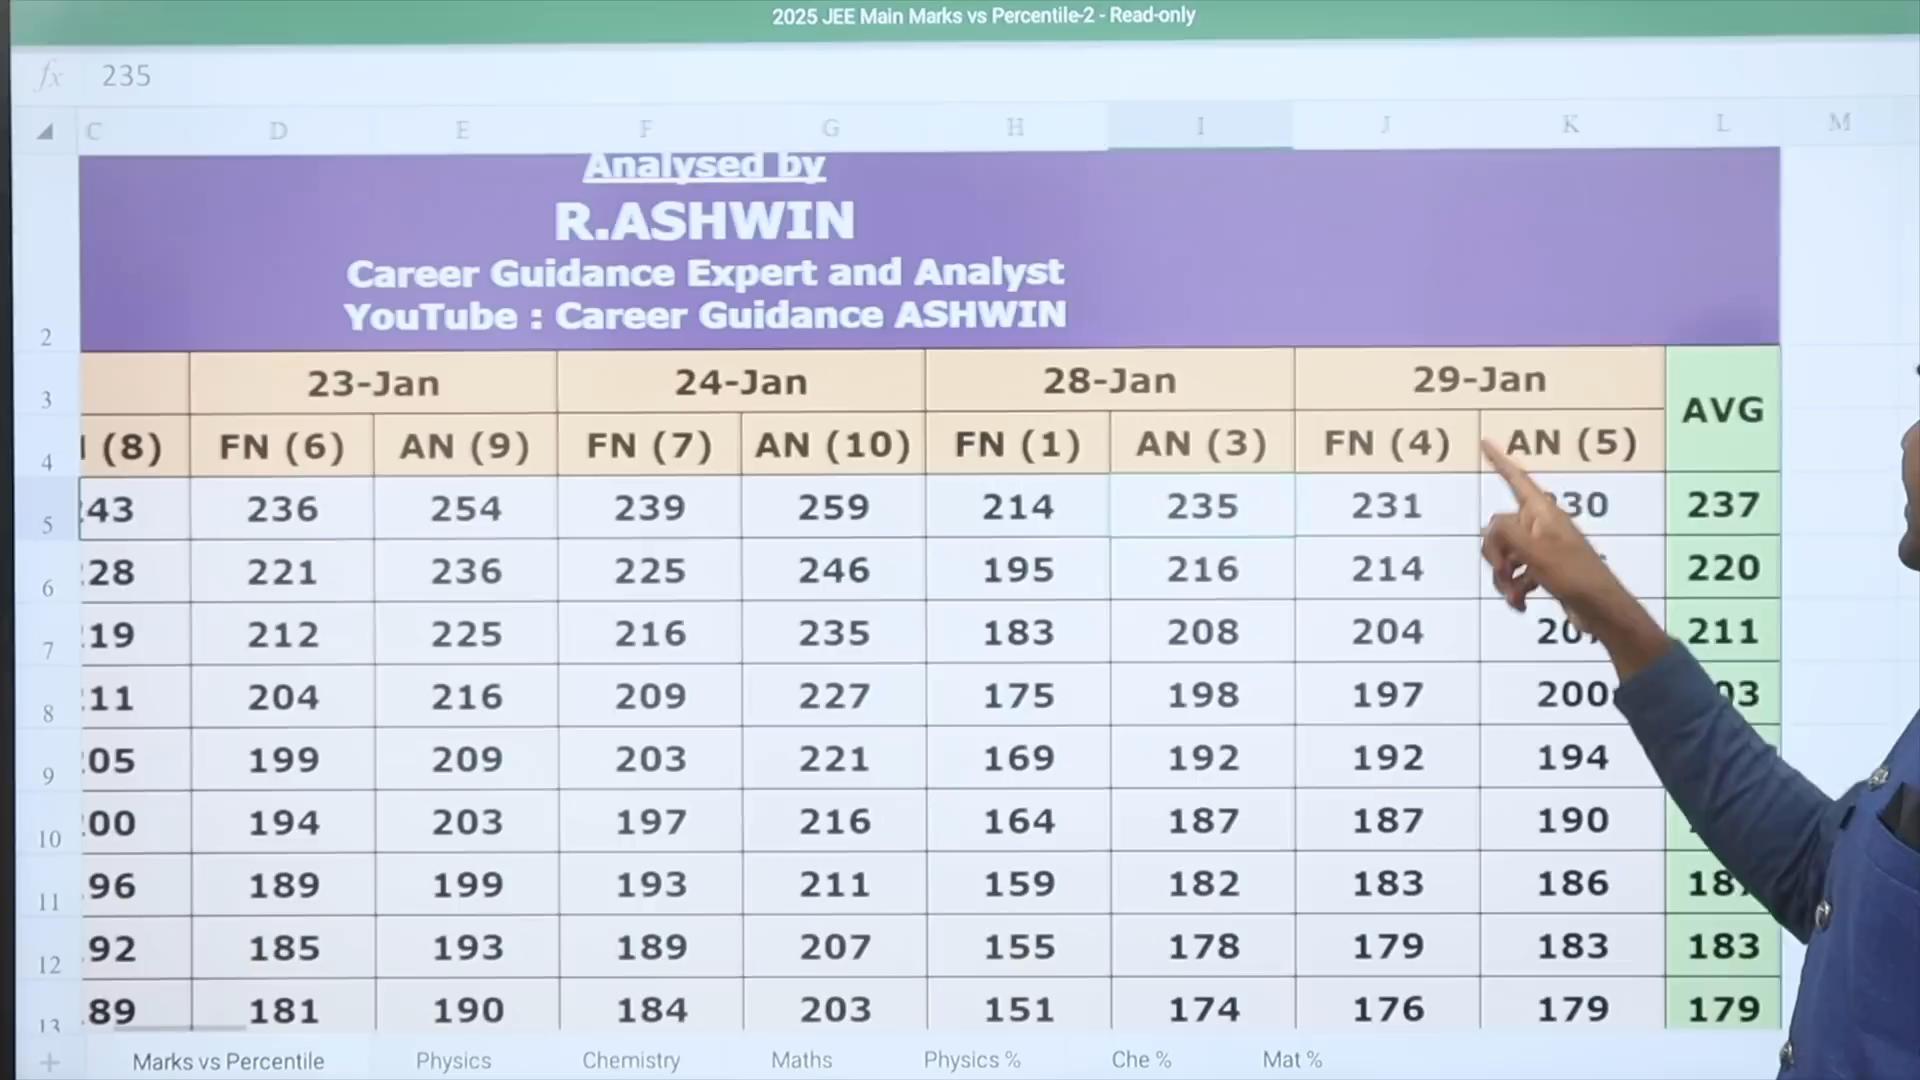 2025 JEE Main Marks vs Percentile-2 - Read-only
fx 235
C D E F G H I J K L M
Analysed by
R.ASHWIN
Career Guidance Expert and Analyst
YouTube : Career Guidance ASHWIN
2
3 23-Jan 24-Jan 28-Jan 29-Jan AVG
4 (8) FN (6) AN (9) FN (7) AN (10) FN (1) AN (3) FN (4) AN (5)
5 43 236 254 239 259 214 235 231 30 237
6 28 221 236 225 246 195 216 214 220
7 19 212 225 216 235 183 208 204 211
8 11 204 216 209 227 175 198 197 200 03
9 05 199 209 203 221 169 192 192 194
10 00 194 203 197 216 164 187 187 190
11 96 189 199 193 211 159 182 183 186
12 92 185 193 189 207 155 178 179 183 183
13 89 181 190 184 203 151 174 176 179 179
+ Marks vs Percentile Physics Chemistry Maths Physics % Che % Mat %